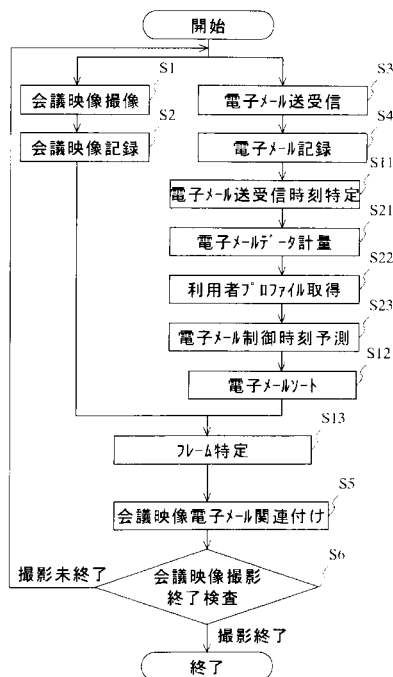 開始
S1
会議映像撮像
S2
会議映像記録
S3
電子メール送受信
S4
電子メール記録
S11
電子メール送受信時刻特定
S21
電子メールデータ計量
S22
利用者プロファイル取得
S23
電子メール制御時刻予測
S12
電子メールソート
S13
フレーム特定
S5
会議映像電子メール関連付け
S6
会議映像撮影
終了検査
撮影未終了
撮影終了
終了